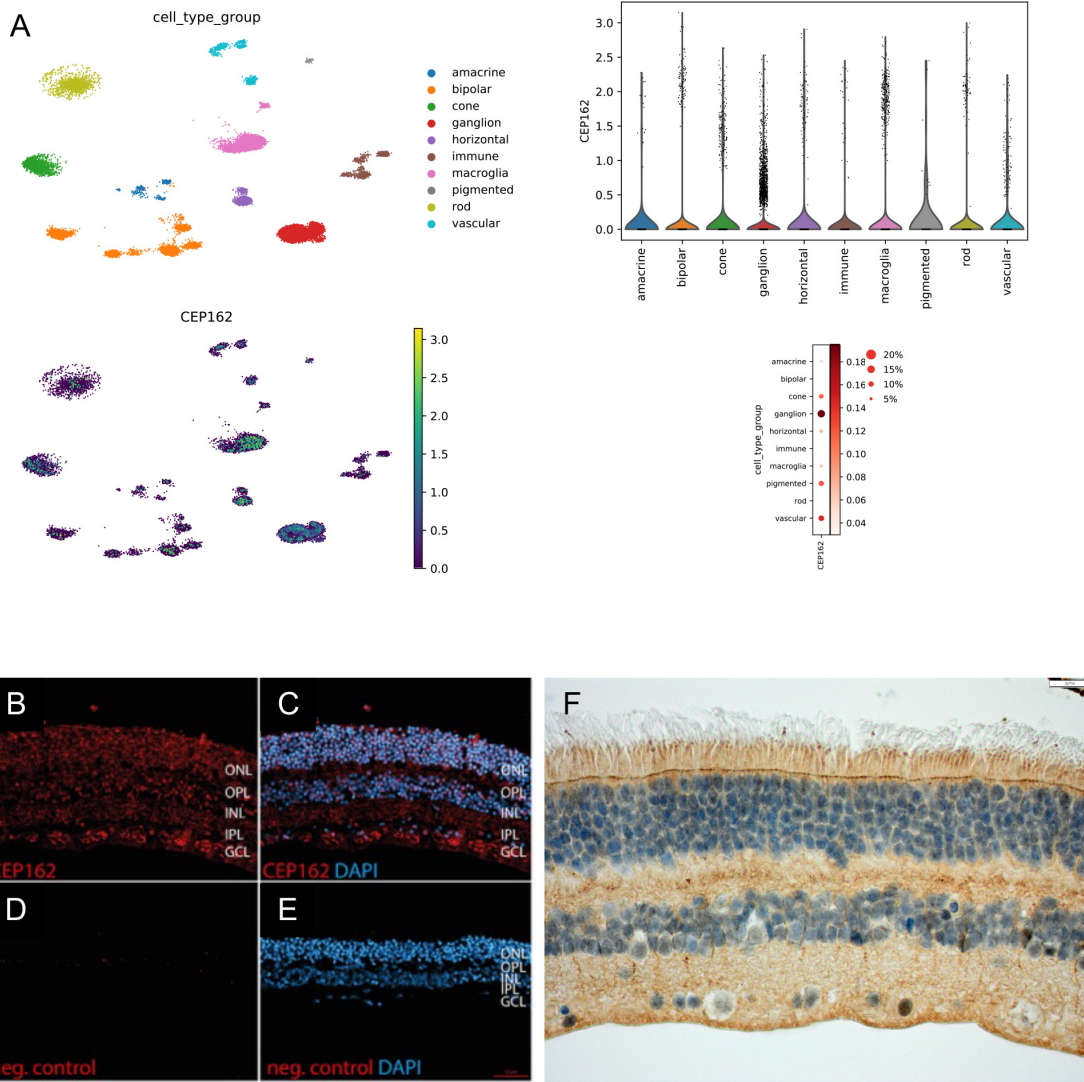 A
cell_type_group
amacrine
bipolar
cone
ganglion
horizontal
immune
macroglia
pigmented
rod
vascular
CEP162
3.0
2.5
2.0
1.5
1.0
0.5
0.0
CEP162
3.0
2.5
2.0
1.5
1.0
0.5
0.0
amacrine
bipolar
cone
ganglion
horizontal
immune
macroglia
pigmented
rod
vascular
cell_type_group
amacrine
bipolar
cone
ganglion
horizontal
immune
macroglia
pigmented
rod
vascular
CEP162
0.18
0.16
0.14
0.12
0.10
0.08
0.06
0.04
20%
15%
10%
5%
B
ONL
OPL
INL
IPL
GCL
CEP162
C
ONL
OPL
INL
IPL
GCL
CEP162 DAPI
D
eg. control
E
ONL
OPL
INL
IPL
GCL
neg. control DAPI
F